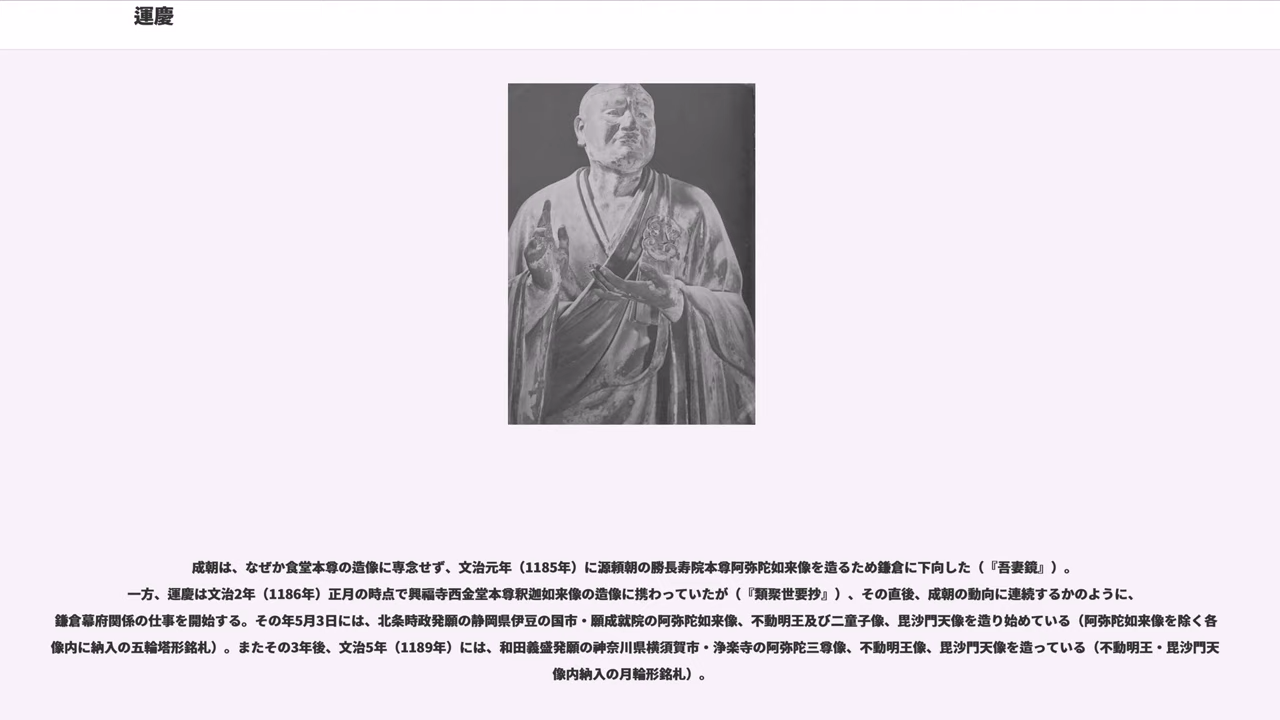 運慶
成朝は、なぜか食堂本尊の造像に専念せず、文治元年（1185年）に源頼朝の勝長寿院本尊阿弥陀如来像を造るため鎌倉に下向した（『吾妻鏡』）。
一方、運慶は文治2年（1186年）正月の時点で興福寺西金堂本尊釈迦如来像の造像に携わっていたが（『類聚世要抄』）、その直後、成朝の動向に連続するかのように、
鎌倉幕府関係の仕事を開始する。その年5月3日には、北条時政発願の静岡県伊豆の国市・願成就院の阿弥陀如来像、不動明王及び二童子像、毘沙門天像を造り始めている（阿弥陀如来像を除く各
像内に納入の五輪塔形銘札）。またその3年後、文治5年（1189年）には、和田義盛発願の神奈川県横須賀市・浄楽寺の阿弥陀三尊像、不動明王像、毘沙門天像を造っている（不動明王・毘沙門天
像内納入の月輪形銘札）。